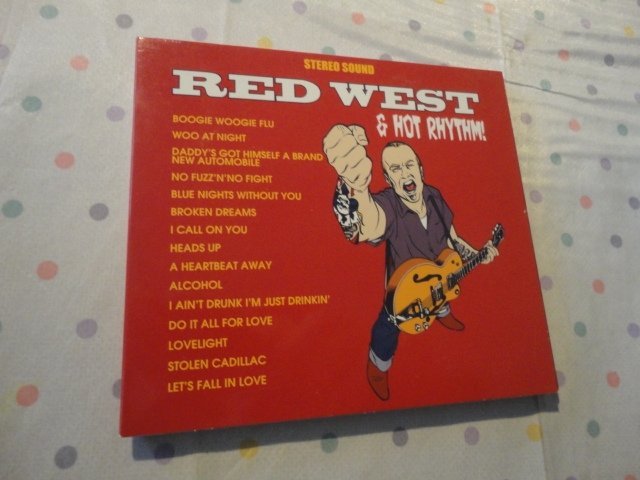 STEREO SOUND
RED WEST
& HOT RHYTHM!
BOOGIE WOOGIE FLU
WOO AT NIGHT
DADDY'S GOT HIMSELF A BRAND
NEW AUTOMOBILE
NO FUZZ'N'NO FIGHT
BLUE NIGHTS WITHOUT YOU
BROKEN DREAMS
I CALL ON YOU
HEADS UP
A HEARTBEAT AWAY
ALCOHOL
I AIN'T DRUNK I'M JUST DRINKIN'
DO IT ALL FOR LOVE
LOVELIGHT
STOLEN CADILLAC
LET'S FALL IN LOVE